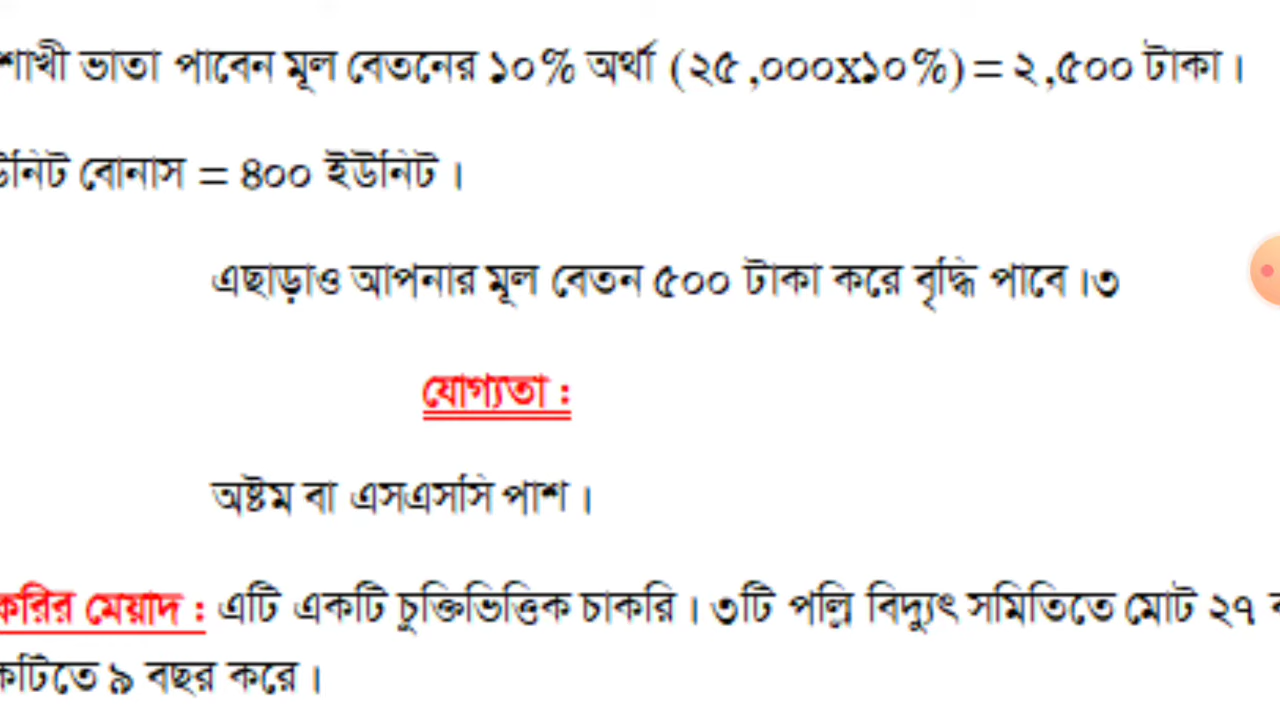 শাখী ভাতা পাবেন মূল বেতনের ১০% অর্থা (২৫,০০০x১০%) = ২,৫০০ টাকা।
উনিট বোনাস = ৪০০ ইউনিট।
এছাড়াও আপনার মূল বেতন ৫০০ টাকা করে বৃদ্ধি পাবে।৩
যোগ্যতা :
অষ্টম বা এসএসসি পাশ।
করির মেয়াদ : এটি একটি চুক্তিভিত্তিক চাকরি। ৩টি পল্লি বিদ্যুৎ সমিতিতে মোট ২৭
কটিতে ৯ বছর করে।